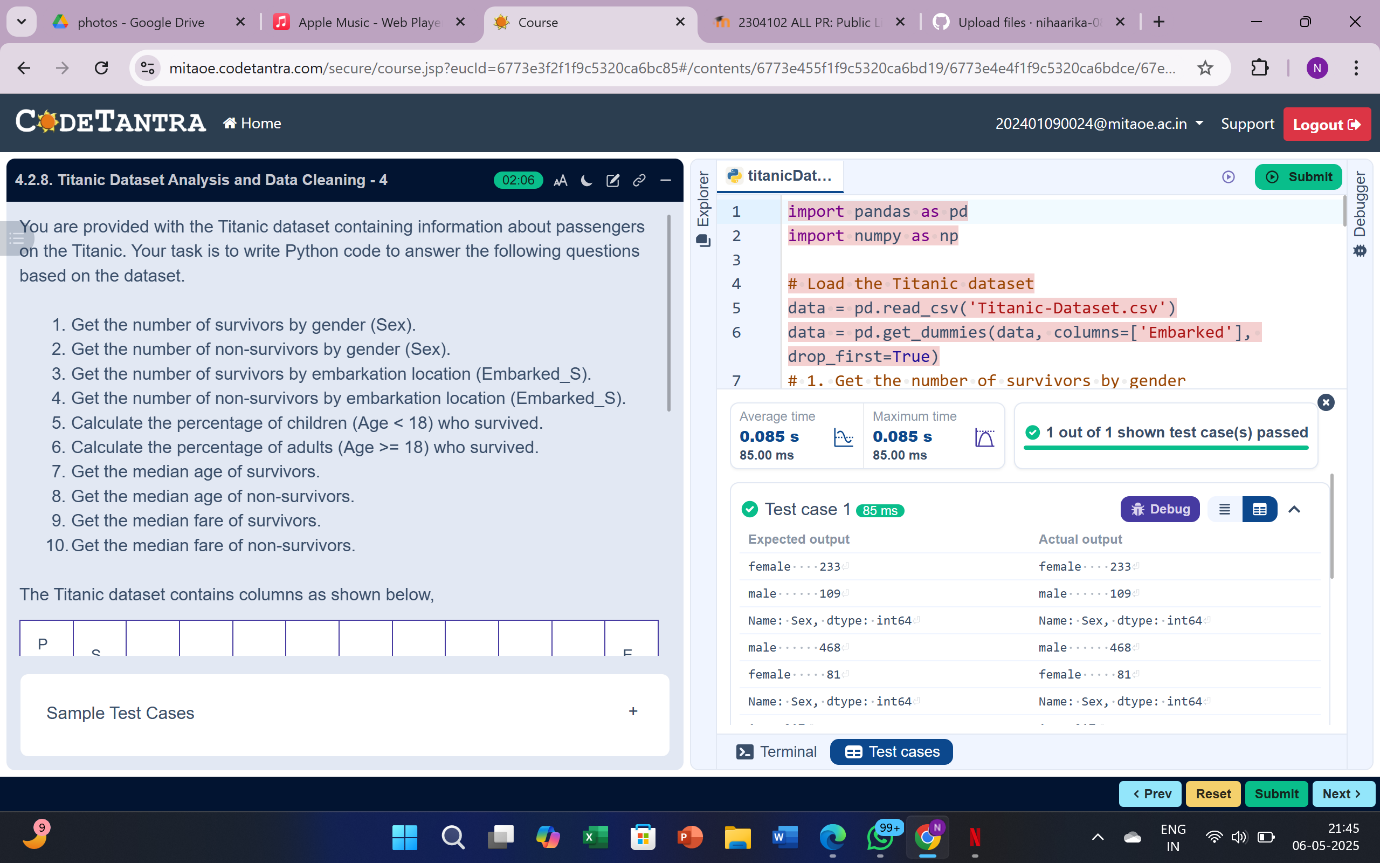 photos - Google Drive
Apple Music - Web Playe
Course
2304102 ALL PR: Public L
Upload files · nihaarika-0
mitaoe.codetantra.com/secure/course.jsp?eucId=6773e3f2f1f9c5320ca6bc85#/contents/6773e455f1f9c5320ca6bd19/6773e4e4f1f9c5320ca6bdce/67e...
N
CODETANTRA
Home
202401090024@mitaoe.ac.in
Support
Logout
4.2.8. Titanic Dataset Analysis and Data Cleaning - 4
02:06
AA
You are provided with the Titanic dataset containing information about passengers
on the Titanic. Your task is to write Python code to answer the following questions
based on the dataset.
1. Get the number of survivors by gender (Sex).
2. Get the number of non-survivors by gender (Sex).
3. Get the number of survivors by embarkation location (Embarked_S).
4. Get the number of non-survivors by embarkation location (Embarked_S).
5. Calculate the percentage of children (Age < 18) who survived.
6. Calculate the percentage of adults (Age >= 18) who survived.
7. Get the median age of survivors.
8. Get the median age of non-survivors.
9. Get the median fare of survivors.
10. Get the median fare of non-survivors.
The Titanic dataset contains columns as shown below,
P
S
E
Sample Test Cases
+
Explorer
titanicDat...
Submit
Debugger
1 import pandas as pd
2 import numpy as np
3
4 # Load the Titanic dataset
5 data = pd.read_csv('Titanic-Dataset.csv')
6 data = pd.get_dummies(data, columns=['Embarked'],
drop_first=True)
7 # 1. Get the number of survivors by gender
Average time
0.085 s
85.00 ms
Maximum time
0.085 s
85.00 ms
1 out of 1 shown test case(s) passed
Test case 1
85 ms
Debug
Expected output Actual output
female····233 female····233
male······109 male······109
Name:·Sex,·dtype:·int64 Name:·Sex,·dtype:·int64
male······468 male······468
female·····81 female·····81
Name:·Sex,·dtype:·int64 Name:·Sex,·dtype:·int64
Terminal
Test cases
< Prev
Reset
Submit
Next >
9
99+
N
ENG
IN
21:45
06-05-2025